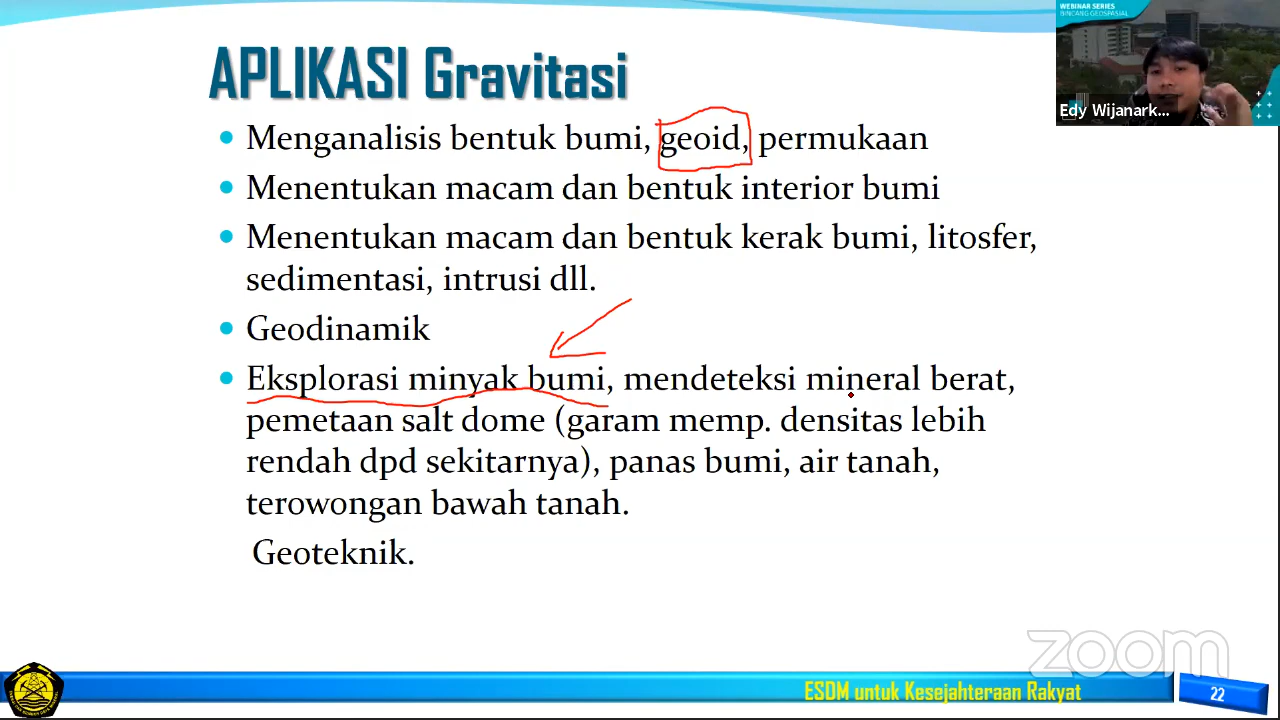 WEBINAR SERIES
BINCANG GEOSPASIAL
Edy Wijanark...
APLIKASI Gravitasi
• Menganalisis bentuk bumi, geoid, permukaan
• Menentukan macam dan bentuk interior bumi
• Menentukan macam dan bentuk kerak bumi, litosfer,
sedimentasi, intrusi dll.
• Geodinamik
• Eksplorasi minyak bumi, mendeteksi mineral berat,
pemetaan salt dome (garam memp. densitas lebih
rendah dpd sekitarnya), panas bumi, air tanah,
terowongan bawah tanah.
Geoteknik.
zoom
ESDM untuk Kesejahteraan Rakyat
22